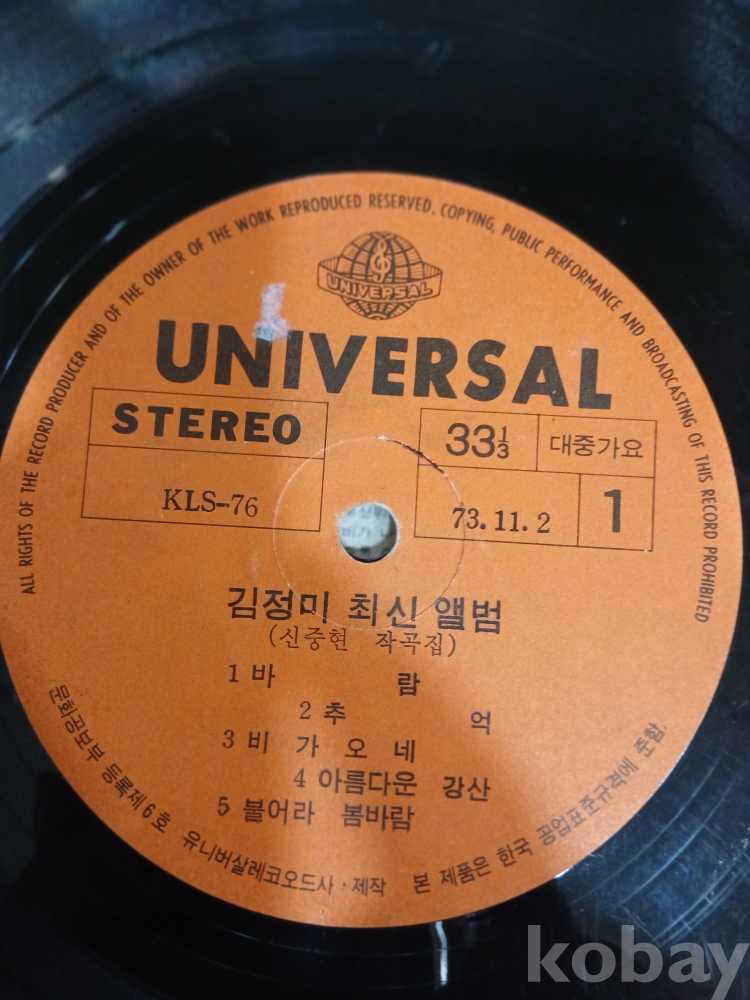 ALL RIGHTS OF THE RECORD PRODUCER AND OF THE OWNER OF THE WORK REPRODUCED RESERVED. COPYING, PUBLIC PERFORMANCE AND BROADCASTING OF THIS RECORD PROHIBITED
UNIVERSAL
UNIVERSAL
STEREO
33⅓ 대중가요
KLS-76
73.11.2 1
김정미 최신 앨범
(신중현 작곡집)
1 바 람
2 추 억
3 비 가 오 네
4 아름다운 강산
5 불어라 봄바람
문화공보부 등록제 6 호 유니버살레코오드사·제작 본 제품은 한국 공업표준규격에 준함.
kobay